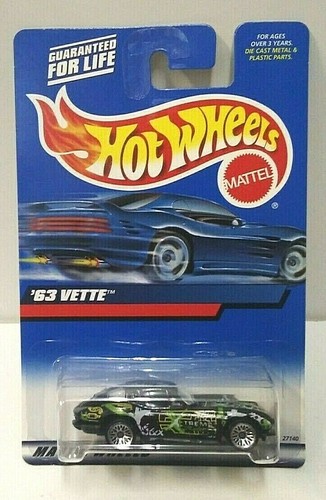 GUARANTEED
FOR LIFE
FOR AGES
OVER 3 YEARS.
DIE CAST METAL &
PLASTIC PARTS.
HOT WHEELS
MATTEL
®
'63 VETTE™
XTREME
27140